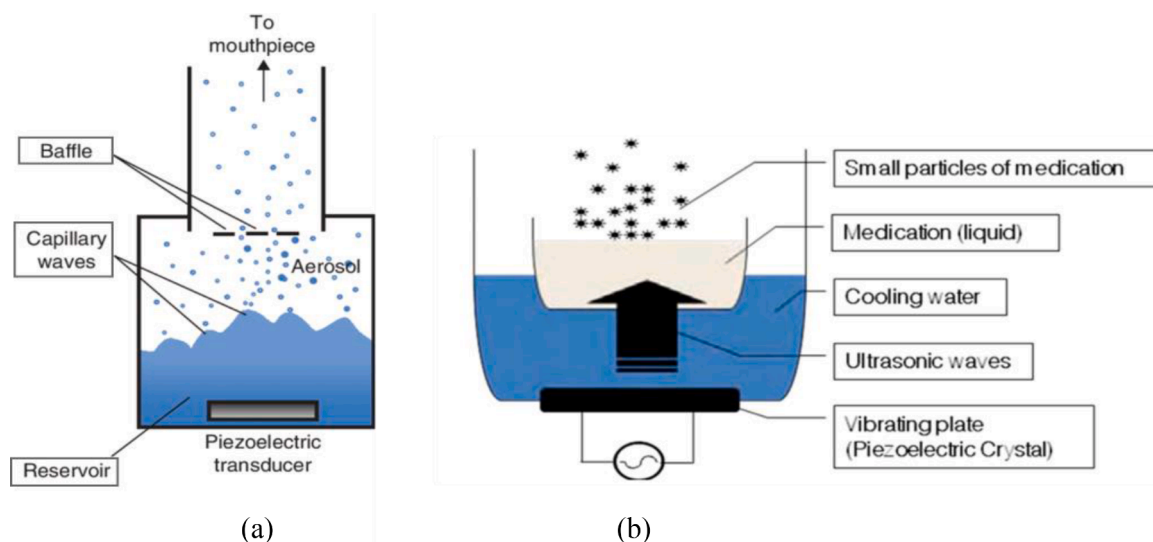 To
mouthpiece
Baffle
Capillary
waves
Aerosol
Piezoelectric
transducer
Reservoir
(a)
Small particles of medication
Medication (liquid)
Cooling water
Ultrasonic waves
Vibrating plate
(Piezoelectric Crystal)
(b)